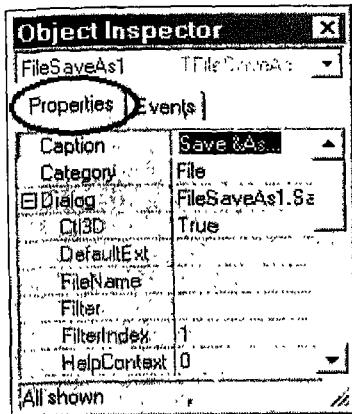 Object Inspector
FileSaveAs1 TFileSaveAs
Properties Events
Caption Save &As...
Category File
Dialog FileSaveAs1.Sa
Ctl3D True
DefaultExt
FileName
Filter
FilterIndex 1
HelpContext 0
All shown